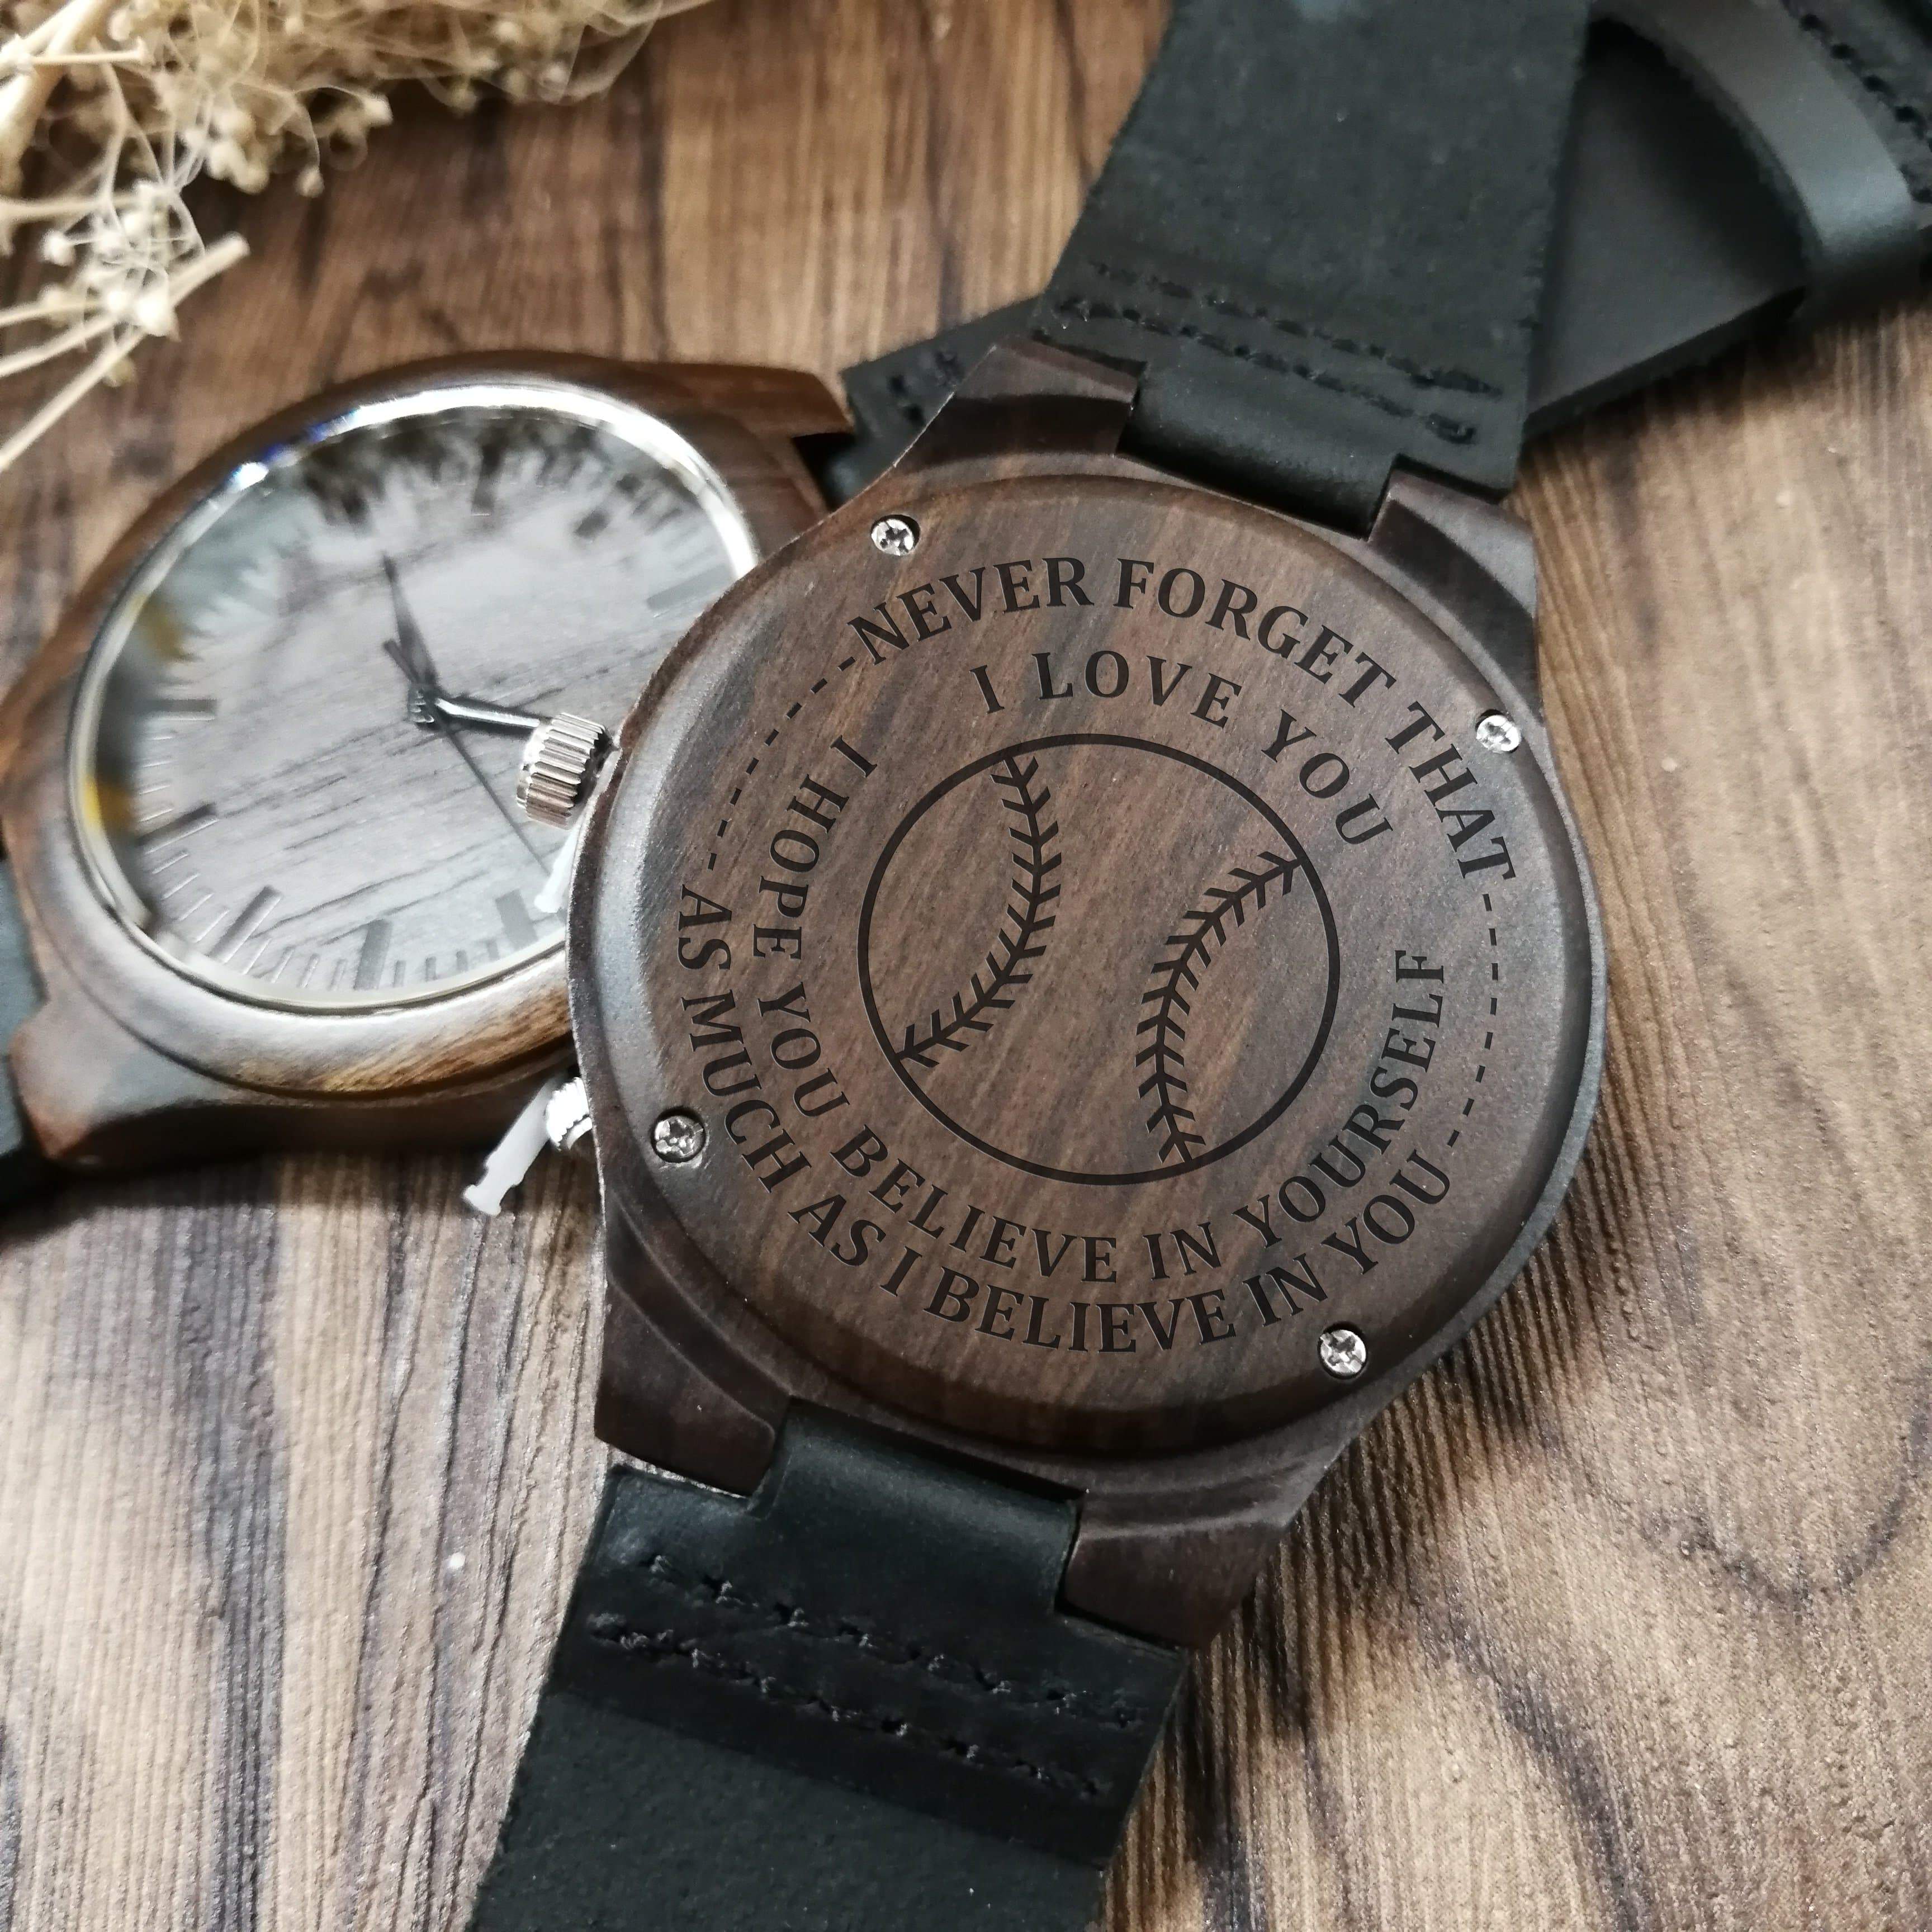 NEVER FORGET THAT
I LOVE YOU
I HOPE YOU BELIEVE IN YOURSELF
AS MUCH AS I BELIEVE IN YOU